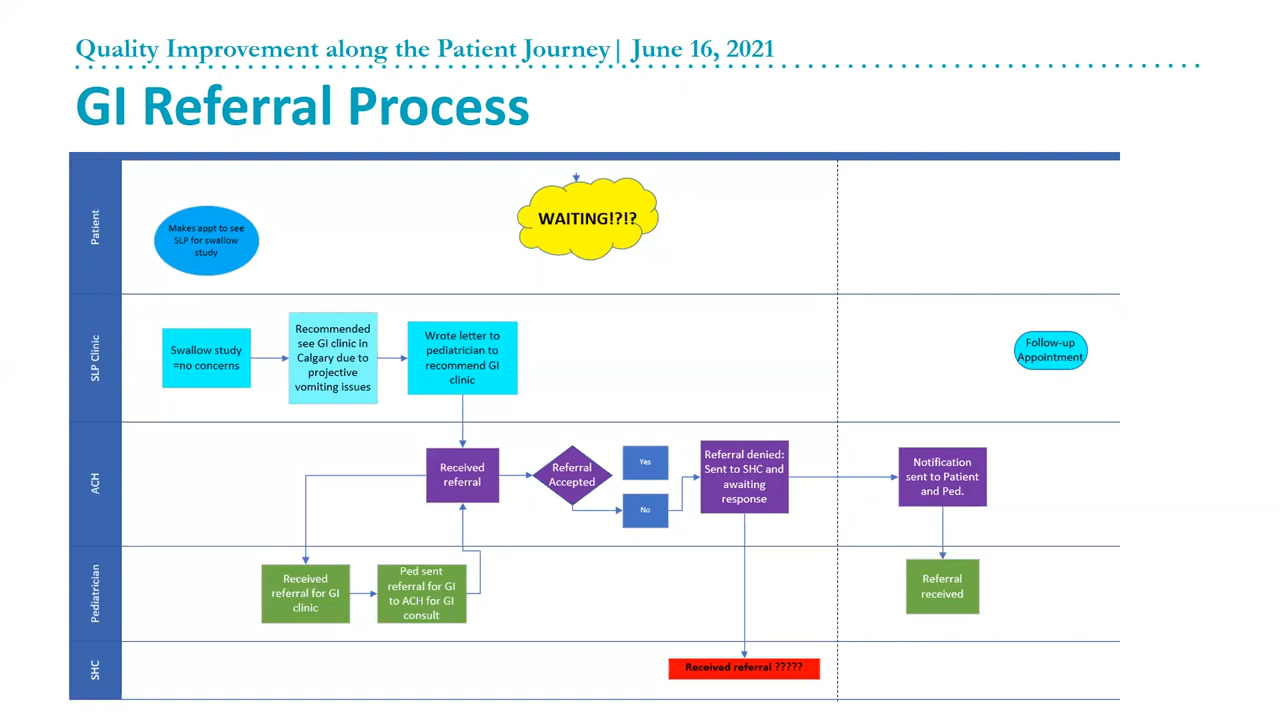 Quality Improvement along the Patient Journey| June 16, 2021
GI Referral Process
Patient
Makes appt to see
SLP for swallow
study
WAITING!?!?
SLP Clinic
Swallow study
=no concerns
Recommended
see GI clinic in
Calgary due to
projective
vomiting issues
Wrote letter to
pediatrician to
recommend GI
clinic
Follow-up
Appointment
ACH
Received
referral
Referral
Accepted
Yes
No
Referral denied:
Sent to SHC and
awaiting
response
Notification
sent to Patient
and Ped.
Pediatrician
Received
referral for GI
clinic
Ped sent
referral for GI
to ACH for GI
consult
Referral
received
SHC
Received referral ?????